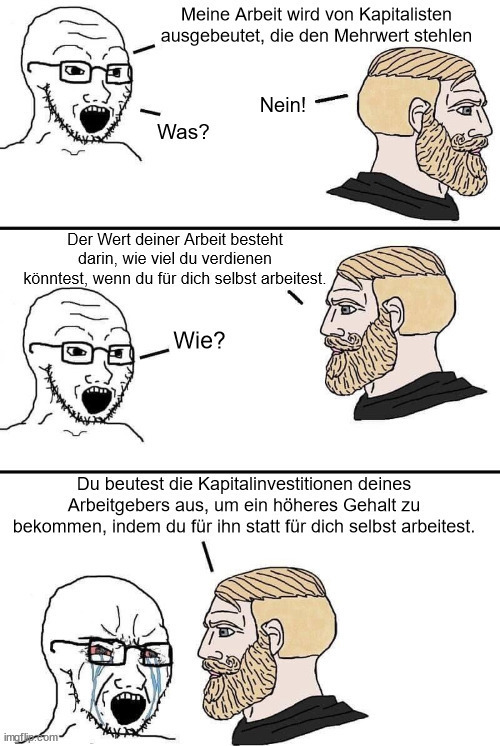 Meine Arbeit wird von Kapitalisten
ausgebeutet, die den Mehrwert stehlen
Nein!
Was?
Der Wert deiner Arbeit besteht
darin, wie viel du verdienen
könntest, wenn du für dich selbst arbeitest.
Wie?
Du beutest die Kapitalinvestitionen deines
Arbeitgebers aus, um ein höheres Gehalt zu
bekommen, indem du für ihn statt für dich selbst arbeitest.
imgflip.com